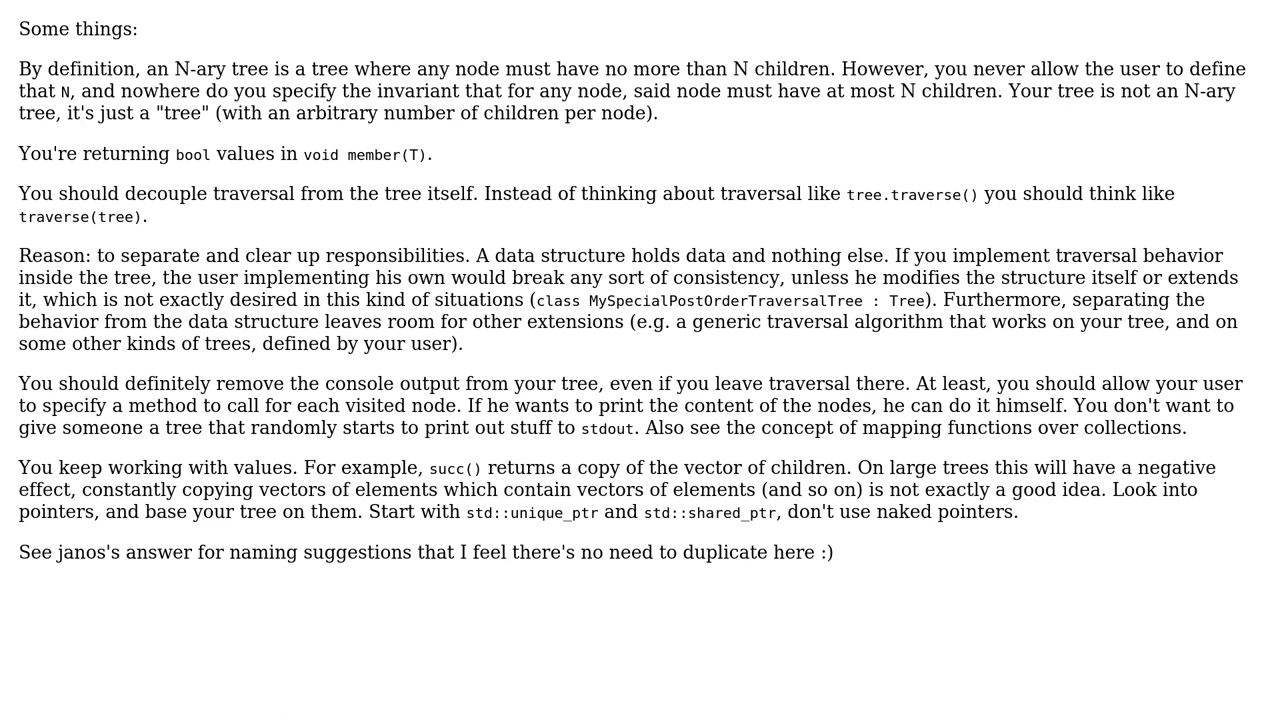 Some things:
By definition, an N-ary tree is a tree where any node must have no more than N children. However, you never allow the user to define
that N, and nowhere do you specify the invariant that for any node, said node must have at most N children. Your tree is not an N-ary
tree, it's just a "tree" (with an arbitrary number of children per node).
You're returning bool values in void member(T).
You should decouple traversal from the tree itself. Instead of thinking about traversal like tree.traverse() you should think like
traverse(tree).
Reason: to separate and clear up responsibilities. A data structure holds data and nothing else. If you implement traversal behavior
inside the tree, the user implementing his own would break any sort of consistency, unless he modifies the structure itself or extends
it, which is not exactly desired in this kind of situations (class MySpecialPostOrderTraversalTree : Tree). Furthermore, separating the
behavior from the data structure leaves room for other extensions (e.g. a generic traversal algorithm that works on your tree, and on
some other kinds of trees, defined by your user).
You should definitely remove the console output from your tree, even if you leave traversal there. At least, you should allow your user
to specify a method to call for each visited node. If he wants to print the content of the nodes, he can do it himself. You don't want to
give someone a tree that randomly starts to print out stuff to stdout. Also see the concept of mapping functions over collections.
You keep working with values. For example, succ() returns a copy of the vector of children. On large trees this will have a negative
effect, constantly copying vectors of elements which contain vectors of elements (and so on) is not exactly a good idea. Look into
pointers, and base your tree on them. Start with std::unique_ptr and std::shared_ptr, don't use naked pointers.
See janos's answer for naming suggestions that I feel there's no need to duplicate here :)